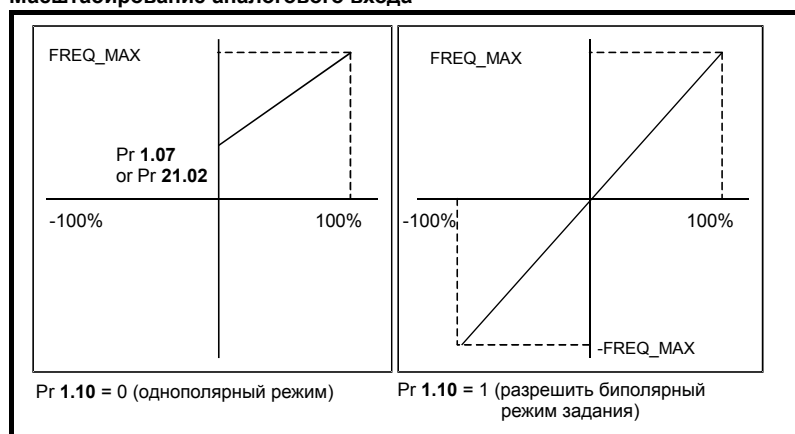 Масштабирование аналогового входа
FREQ_MAX
Pr 1.07
or Pr 21.02
-100%
100%
FREQ_MAX
-100%
100%
-FREQ_MAX
Pr 1.10 = 0 (однополярный режим)
Pr 1.10 = 1 (разрешить биполярный
режим задания)